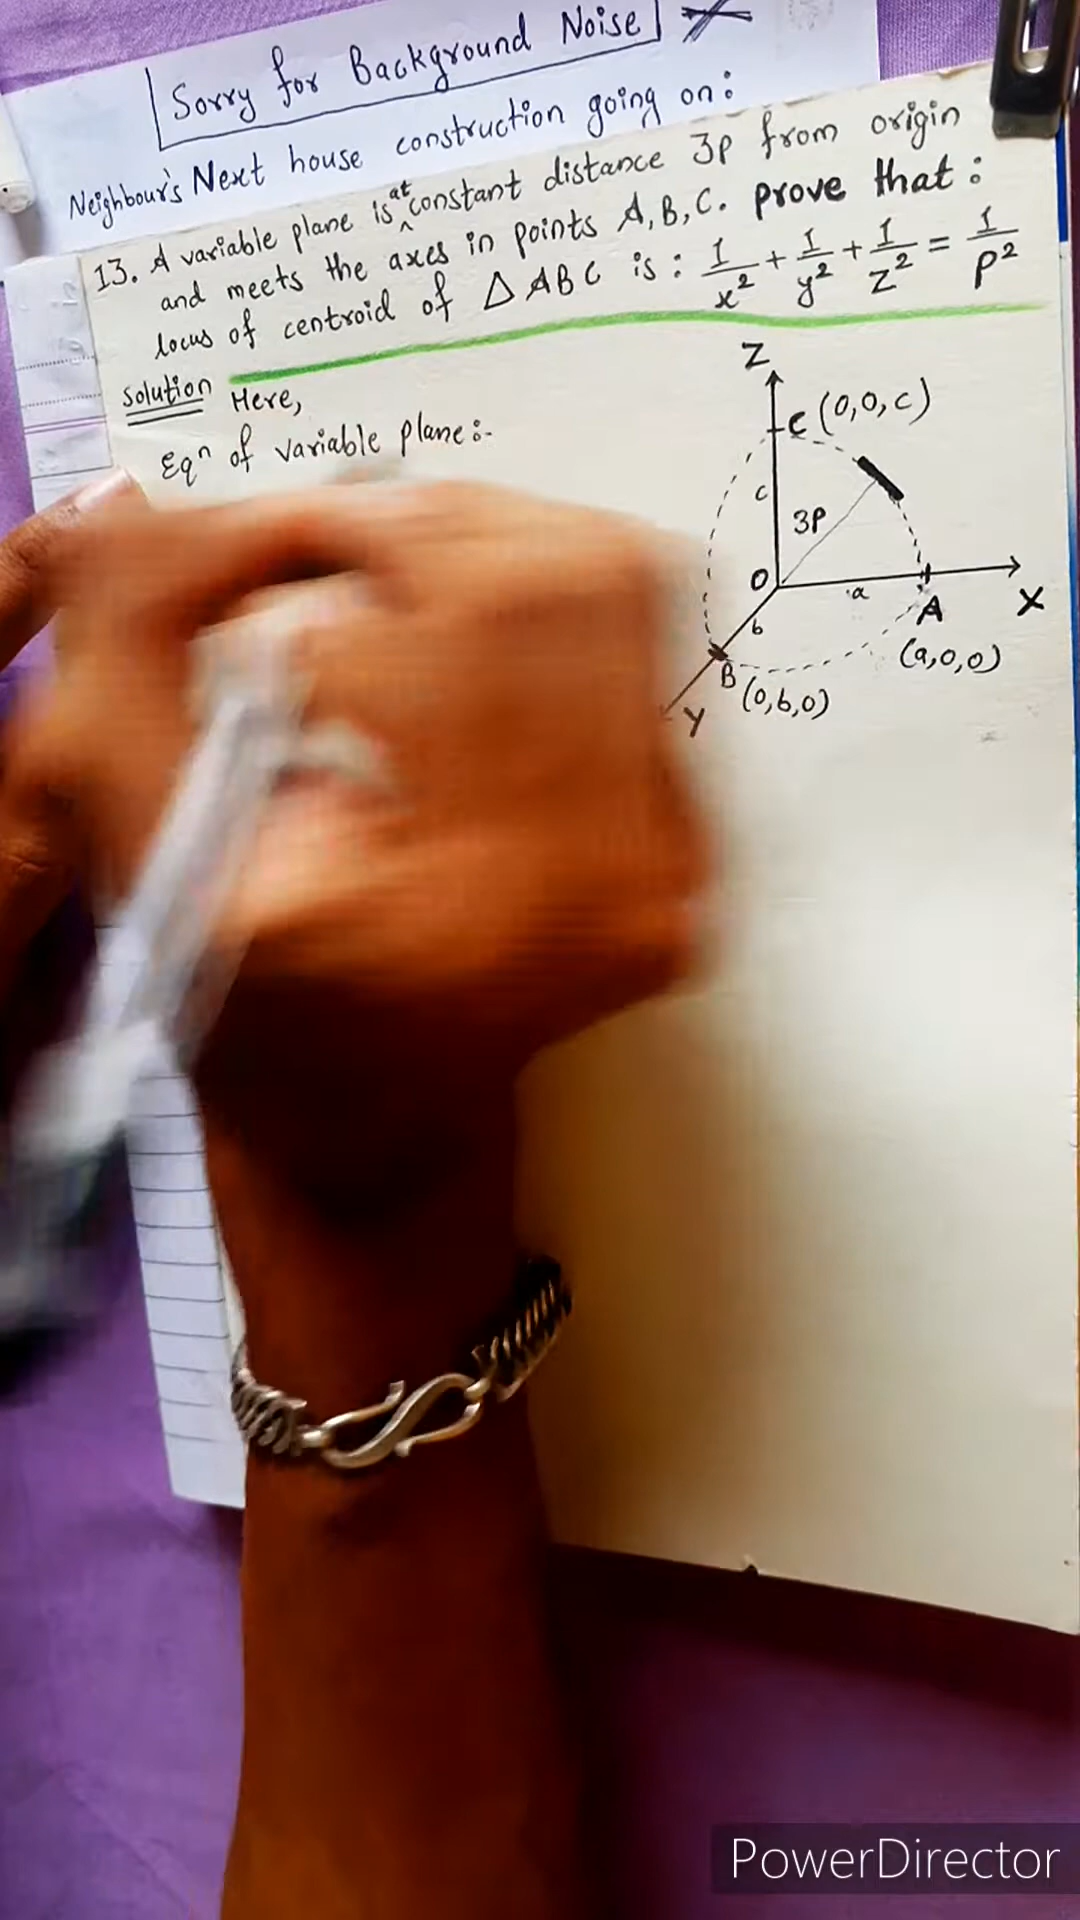 Sorry for Background Noise
Neighbour's Next house construction going on:
13. A variable plane is at constant distance 3p from origin
and meets the axes in points A, B, C. prove that:
locus of centroid of △ ABC is: 1/x² + 1/y² + 1/z² = 1/p²
Solution Here,
Eqⁿ of variable plane:-
Z
C (0,0,c)
c
3P
O
a
A
X
(a,0,0)
b
B (0,b,0)
Y
PowerDirector